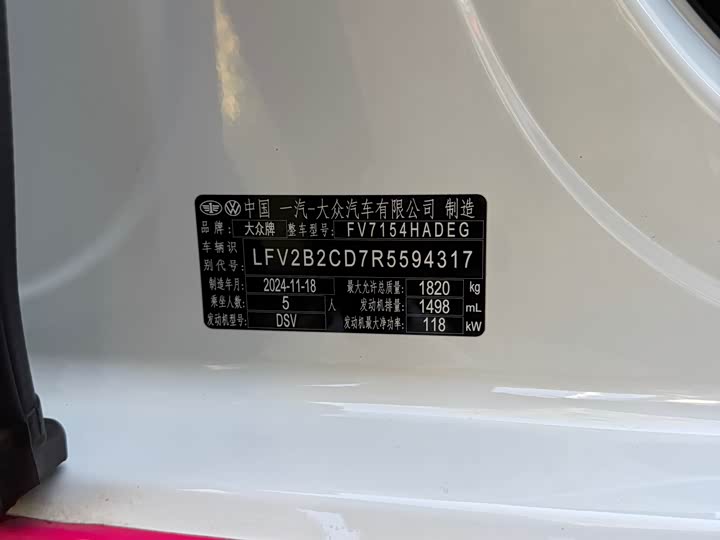 中国 一汽-大众汽车有限公司 制造
品牌: 大众牌 整车型号: FV7154HADEG
车辆识别代号: LFV2B2CD7R5594317
制造年月: 2024-11-18 最大允许总质量: 1820 kg
乘坐人数: 5 人 发动机排量: 1498 mL
发动机型号: DSV 发动机最大净功率: 118 kW